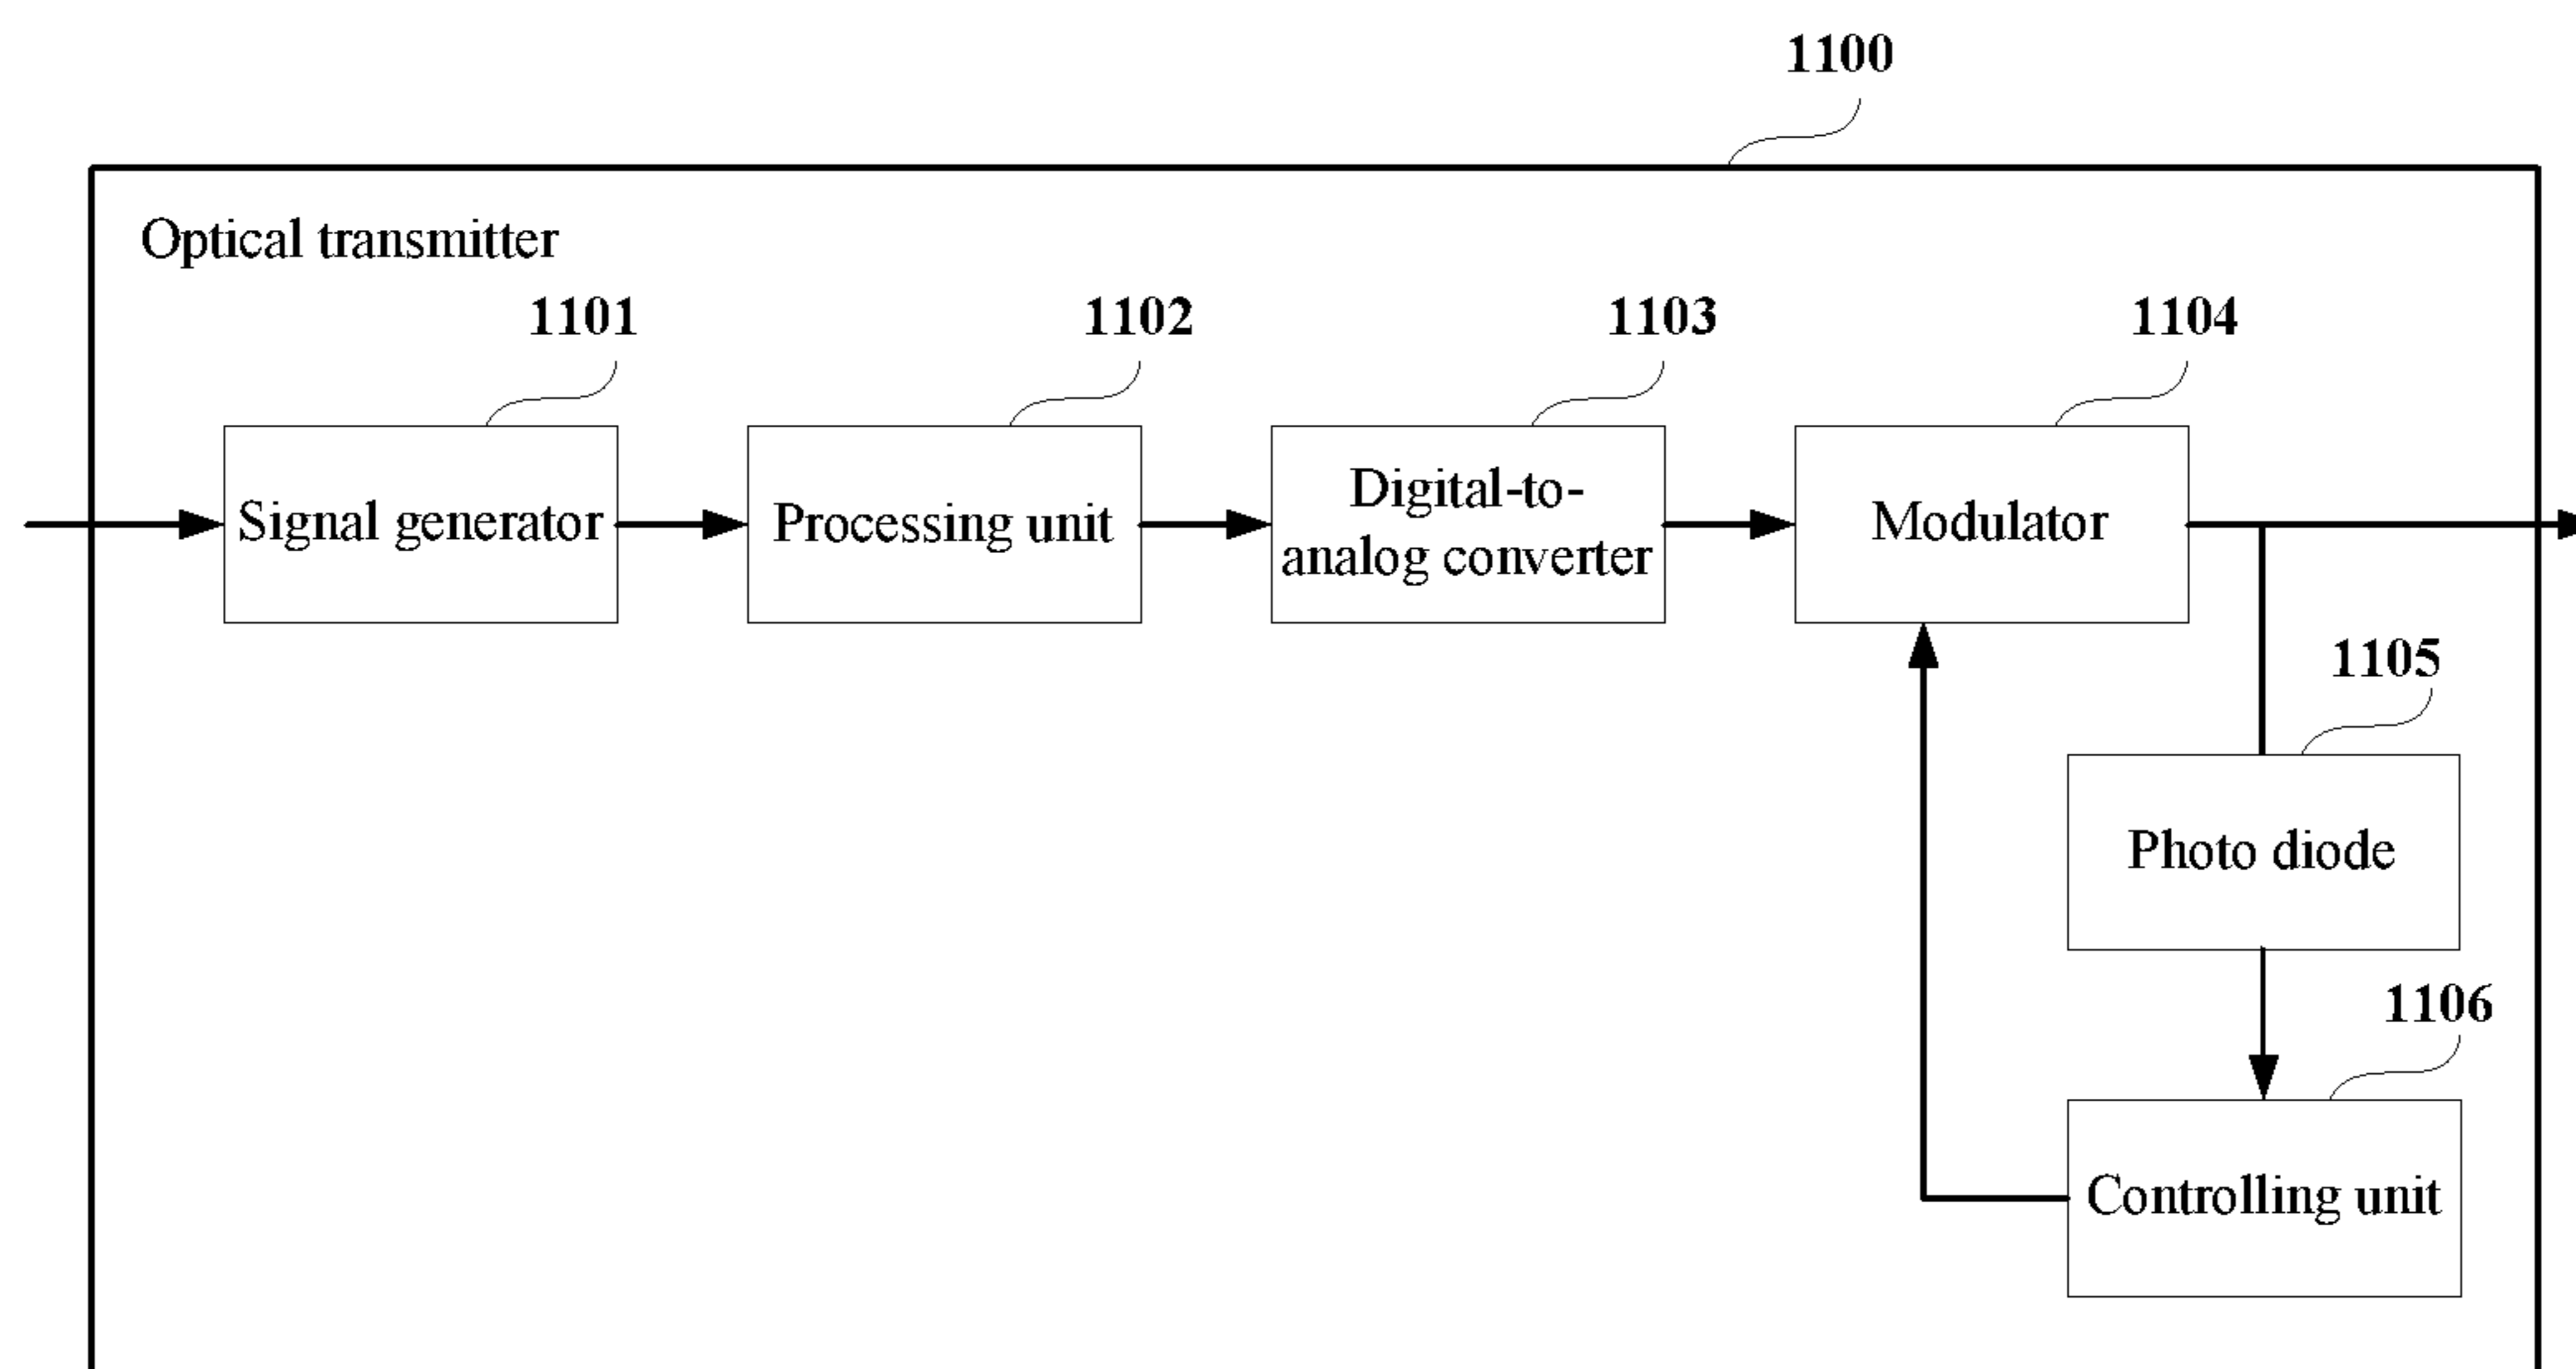 1100
Optical transmitter
1101
1102
1103
1104
Signal generator
Processing unit
Digital-to-
analog converter
Modulator
1105
Photo diode
1106
Controlling unit